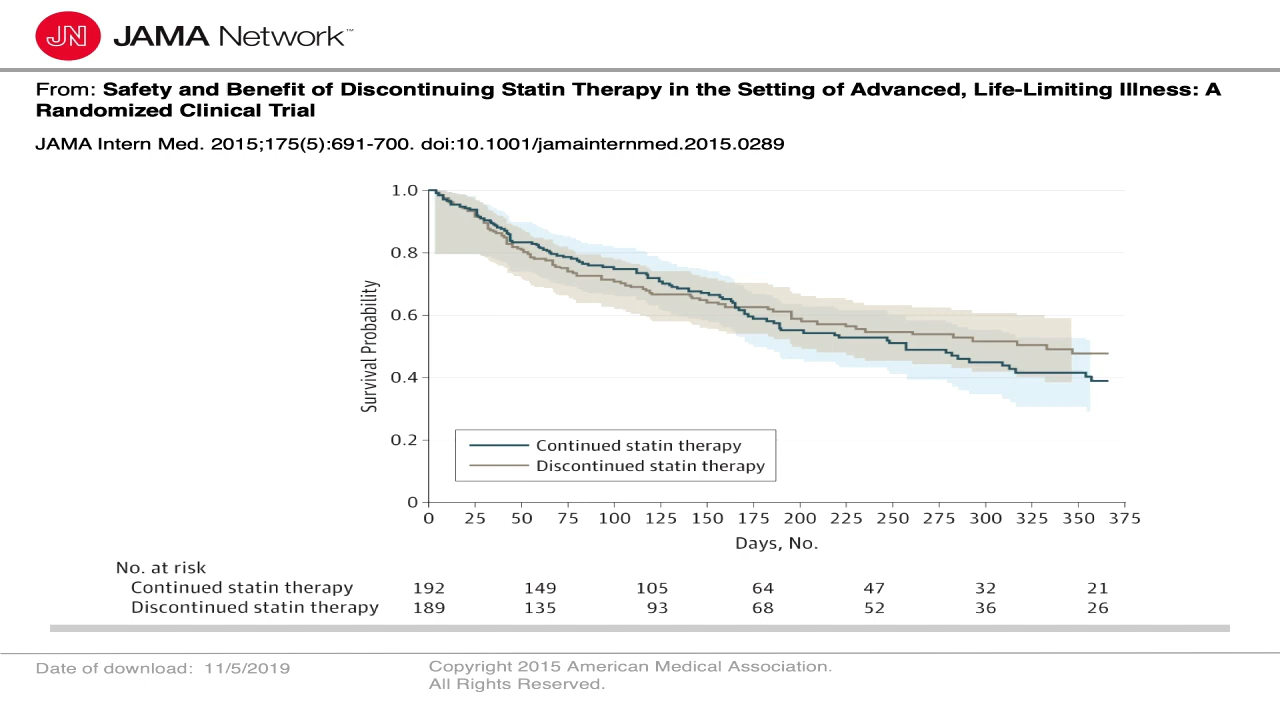 JN JAMA Network™
From: Safety and Benefit of Discontinuing Statin Therapy in the Setting of Advanced, Life-Limiting Illness: A
Randomized Clinical Trial
JAMA Intern Med. 2015;175(5):691-700. doi:10.1001/jamainternmed.2015.0289
1.0
0.8
0.6
0.4
0.2
0
Survival Probability
Continued statin therapy
Discontinued statin therapy
0 25 50 75 100 125 150 175 200 225 250 275 300 325 350 375
Days, No.
No. at risk
Continued statin therapy 192 149 105 64 47 32 21
Discontinued statin therapy 189 135 93 68 52 36 26
Date of download: 11/5/2019
Copyright 2015 American Medical Association.
All Rights Reserved.